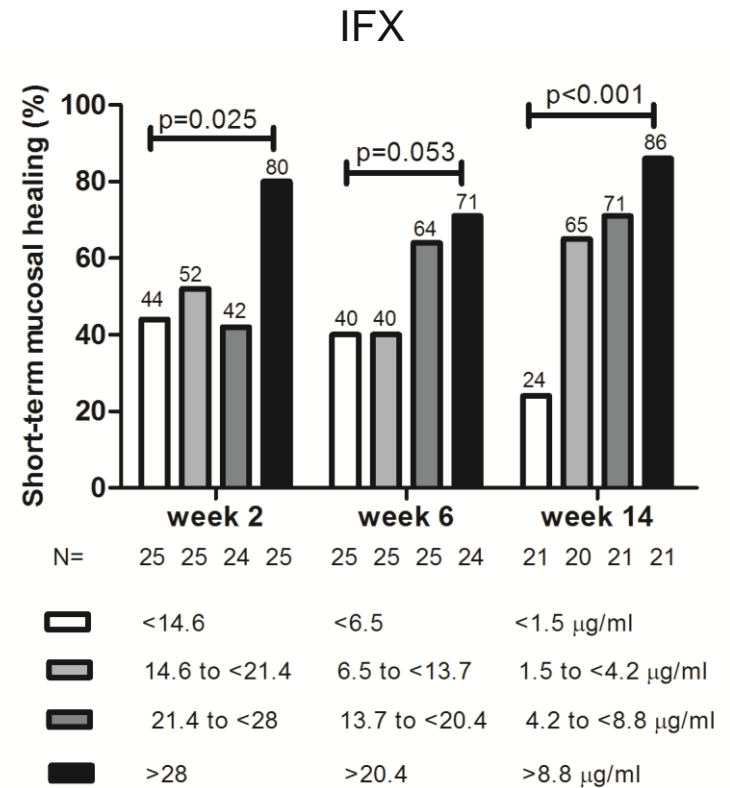 IFX
Short-term mucosal healing (%)
100
80
60
40
20
0
p=0.025
p=0.053
p<0.001
44 52 42 80
40 40 64 71
24 65 71 86
week 2 week 6 week 14
N= 25 25 24 25 25 25 25 24 21 20 21 21
<14.6 <6.5 <1.5 µg/ml
14.6 to <21.4 6.5 to <13.7 1.5 to <4.2 µg/ml
21.4 to <28 13.7 to <20.4 4.2 to <8.8 µg/ml
>28 >20.4 >8.8 µg/ml